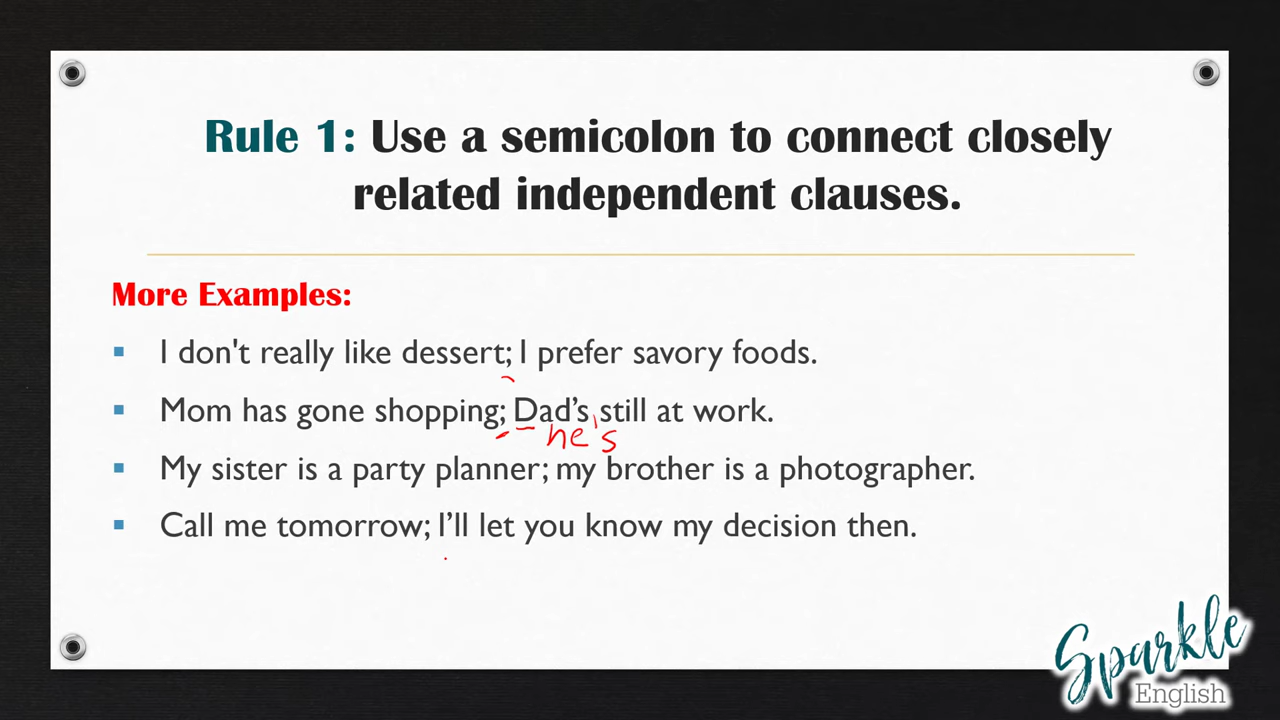 Rule 1: Use a semicolon to connect closely
related independent clauses.
More Examples:
▪ I don't really like dessert; I prefer savory foods.
▪ Mom has gone shopping; Dad’s still at work.
he's
▪ My sister is a party planner; my brother is a photographer.
▪ Call me tomorrow; I’ll let you know my decision then.
Sparkle
English